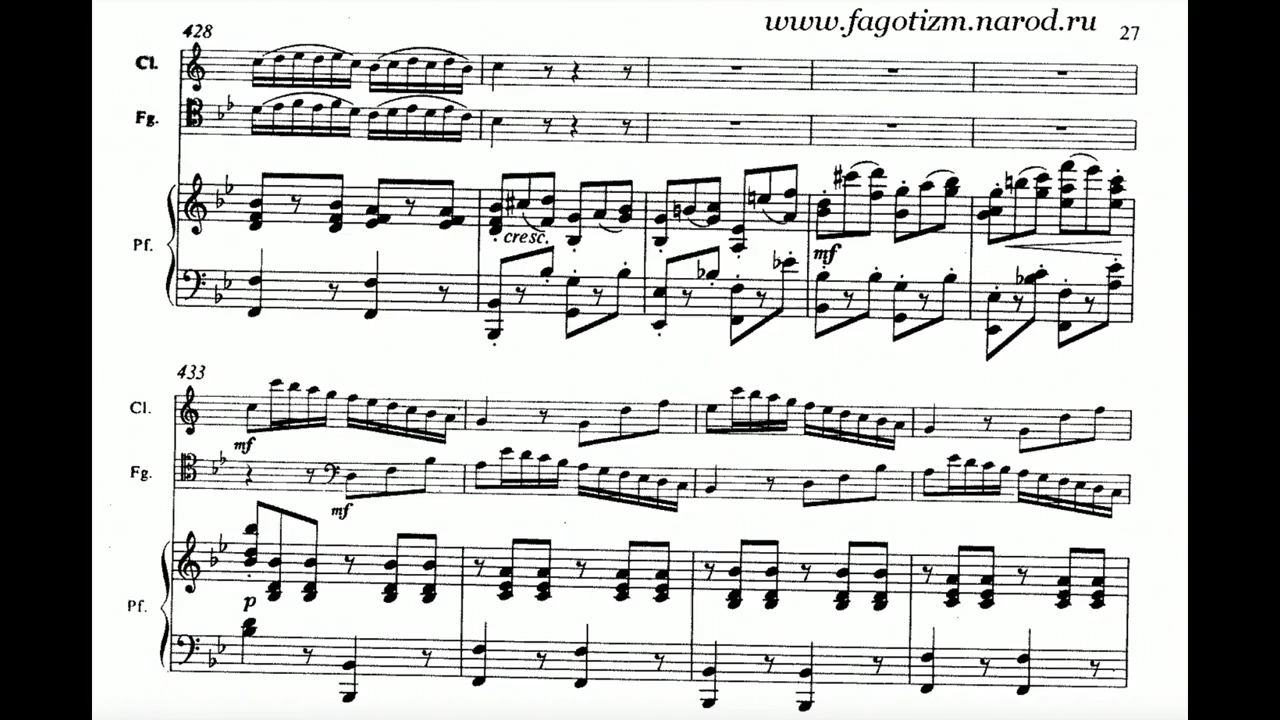 www.fagotizm.narod.ru
27
428
Cl.
Fg.
Pf.
cresc.
mf
433
Cl.
mf
Fg.
mf
Pf.
p